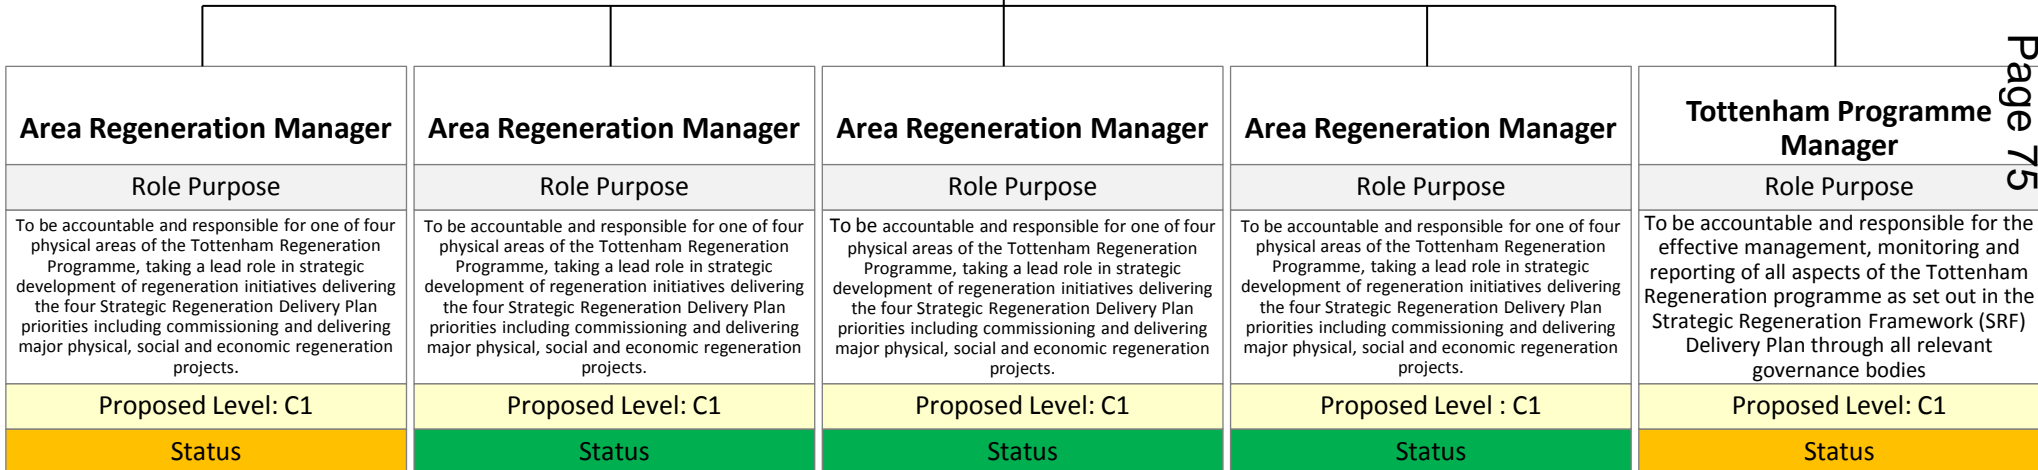 Area Regeneration Manager
Role Purpose
To be accountable and responsible for one of four
physical areas of the Tottenham Regeneration
Programme, taking a lead role in strategic
development of regeneration initiatives delivering
the four Strategic Regeneration Delivery Plan
priorities including commissioning and delivering
major physical, social and economic regeneration
projects.
Proposed Level: C1
Status
Area Regeneration Manager
Role Purpose
To be accountable and responsible for one of four
physical areas of the Tottenham Regeneration
Programme, taking a lead role in strategic
development of regeneration initiatives delivering
the four Strategic Regeneration Delivery Plan
priorities including commissioning and delivering
major physical, social and economic regeneration
projects.
Proposed Level: C1
Status
Area Regeneration Manager
Role Purpose
To be accountable and responsible for one of four
physical areas of the Tottenham Regeneration
Programme, taking a lead role in strategic
development of regeneration initiatives delivering
the four Strategic Regeneration Delivery Plan
priorities including commissioning and delivering
major physical, social and economic regeneration
projects.
Proposed Level: C1
Status
Area Regeneration Manager
Role Purpose
To be accountable and responsible for one of four
physical areas of the Tottenham Regeneration
Programme, taking a lead role in strategic
development of regeneration initiatives delivering
the four Strategic Regeneration Delivery Plan
priorities including commissioning and delivering
major physical, social and economic regeneration
projects.
Proposed Level : C1
Status
Tottenham Programme
Manager
Role Purpose
To be accountable and responsible for the
effective management, monitoring and
reporting of all aspects of the Tottenham
Regeneration programme as set out in the
Strategic Regeneration Framework (SRF)
Delivery Plan through all relevant
governance bodies
Proposed Level: C1
Status
Page 75